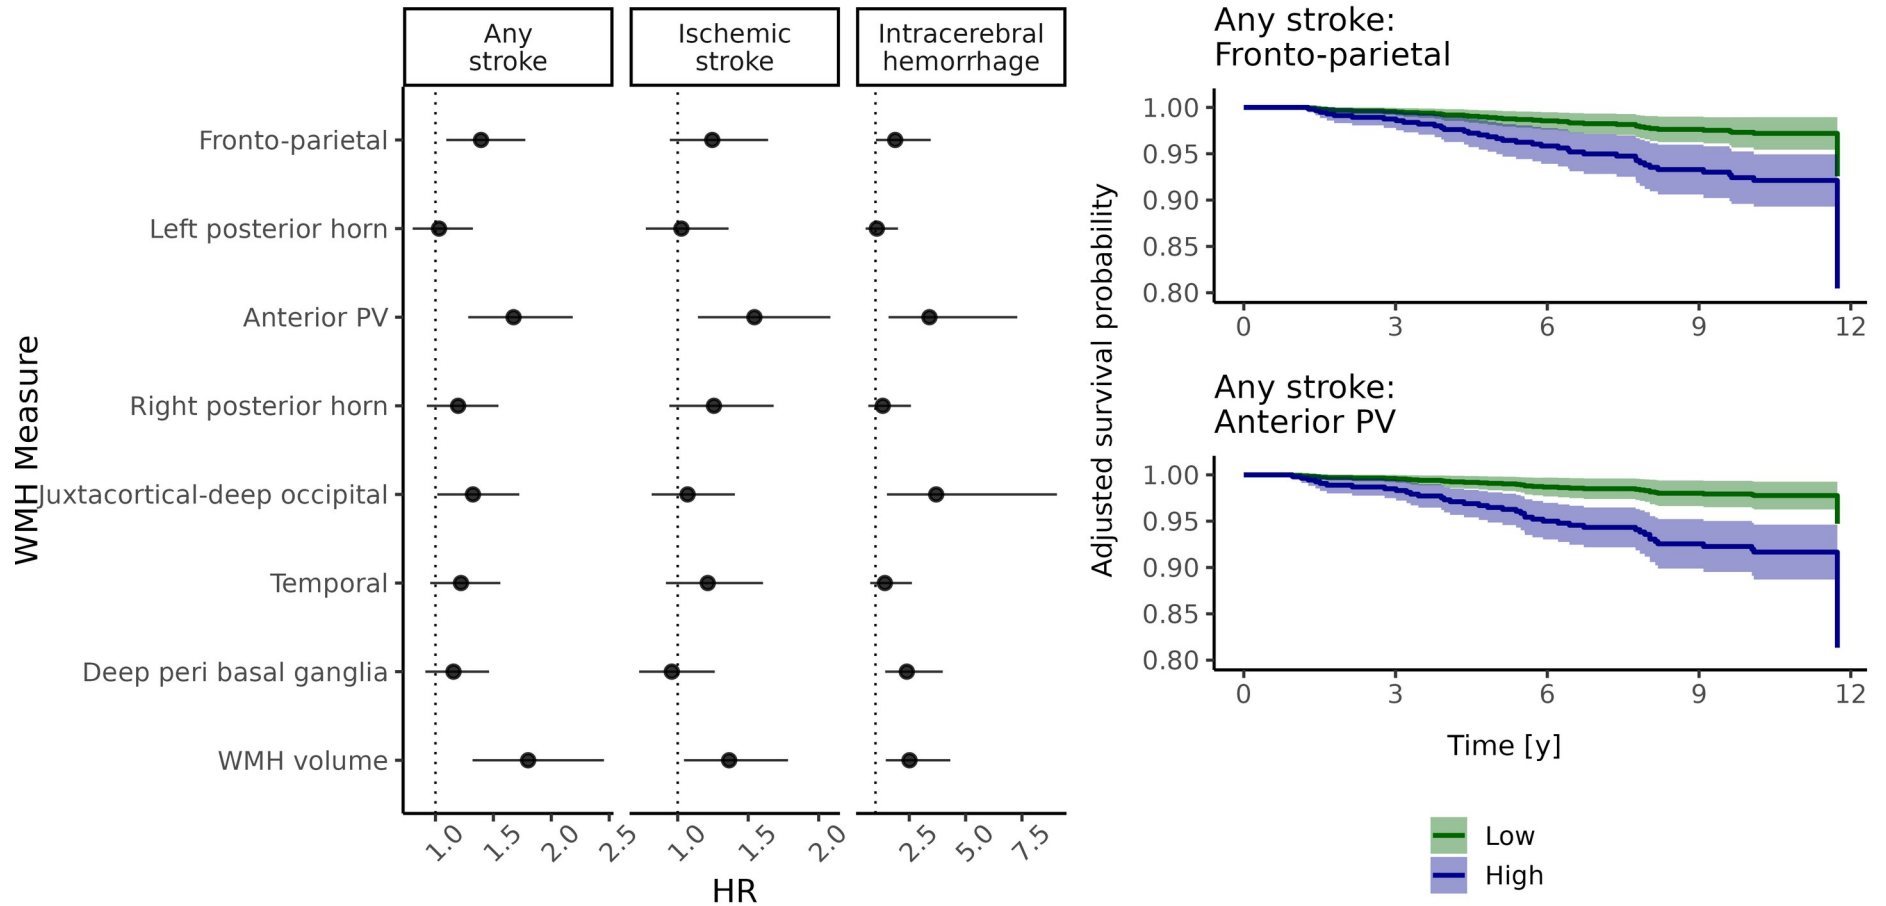 Any
stroke
Ischemic
stroke
Intracerebral
hemorrhage
WMH Measure
Fronto-parietal
Left posterior horn
Anterior PV
Right posterior horn
Juxtacortical-deep occipital
Temporal
Deep peri basal ganglia
WMH volume
1.0 1.5 2.0 2.5
1.0 1.5 2.0
2.5 5.0 7.5
HR
Adjusted survival probability
Any stroke:
Fronto-parietal
1.00
0.95
0.90
0.85
0.80
0 3 6 9 12
Any stroke:
Anterior PV
1.00
0.95
0.90
0.85
0.80
0 3 6 9 12
Time [y]
Low
High